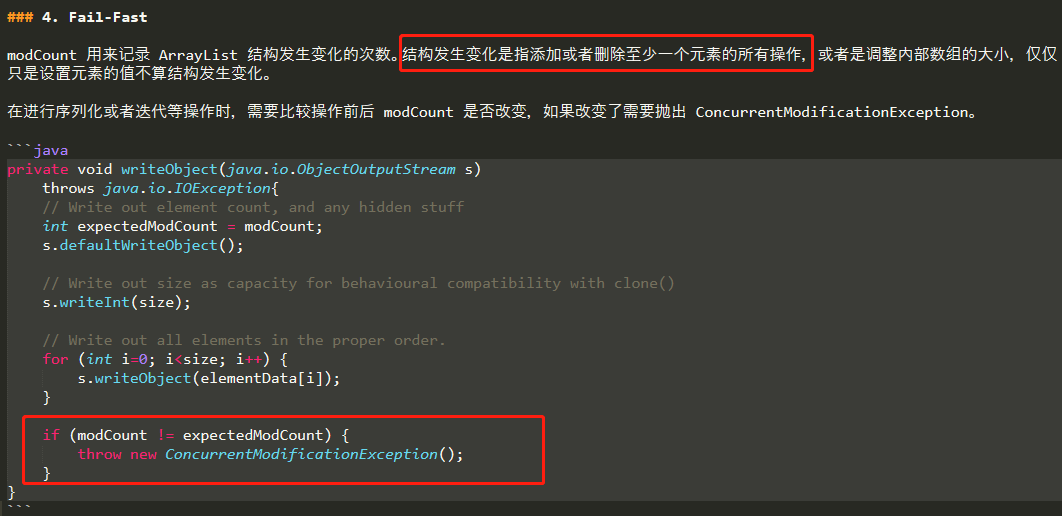 ### 4. Fail-Fast
modCount 用来记录 ArrayList 结构发生变化的次数。结构发生变化是指添加或者删除至少一个元素的所有操作，或者是调整内部数组的大小，仅仅
只是设置元素的值不算结构发生变化。
在进行序列化或者迭代等操作时，需要比较操作前后 modCount 是否改变，如果改变了需要抛出 ConcurrentModificationException。
```java
private void writeObject(java.io.ObjectOutputStream s)
    throws java.io.IOException{
    // Write out element count, and any hidden stuff
    int expectedModCount = modCount;
    s.defaultWriteObject();
    // Write out size as capacity for behavioural compatibility with clone()
    s.writeInt(size);
    // Write out all elements in the proper order.
    for (int i=0; i<size; i++) {
        s.writeObject(elementData[i]);
    }
    if (modCount != expectedModCount) {
        throw new ConcurrentModificationException();
    }
}
```